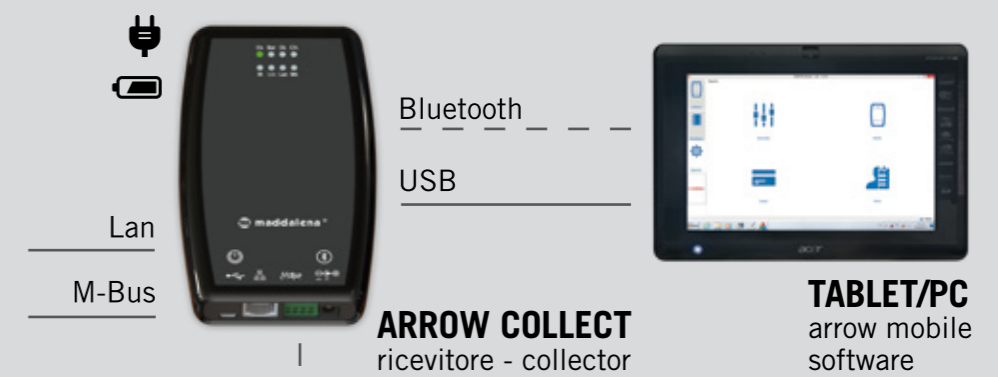 Bluetooth
USB
Lan
M-Bus
maddalena®
acer
ARROW COLLECT
ricevitore - collector
TABLET/PC
arrow mobile
software